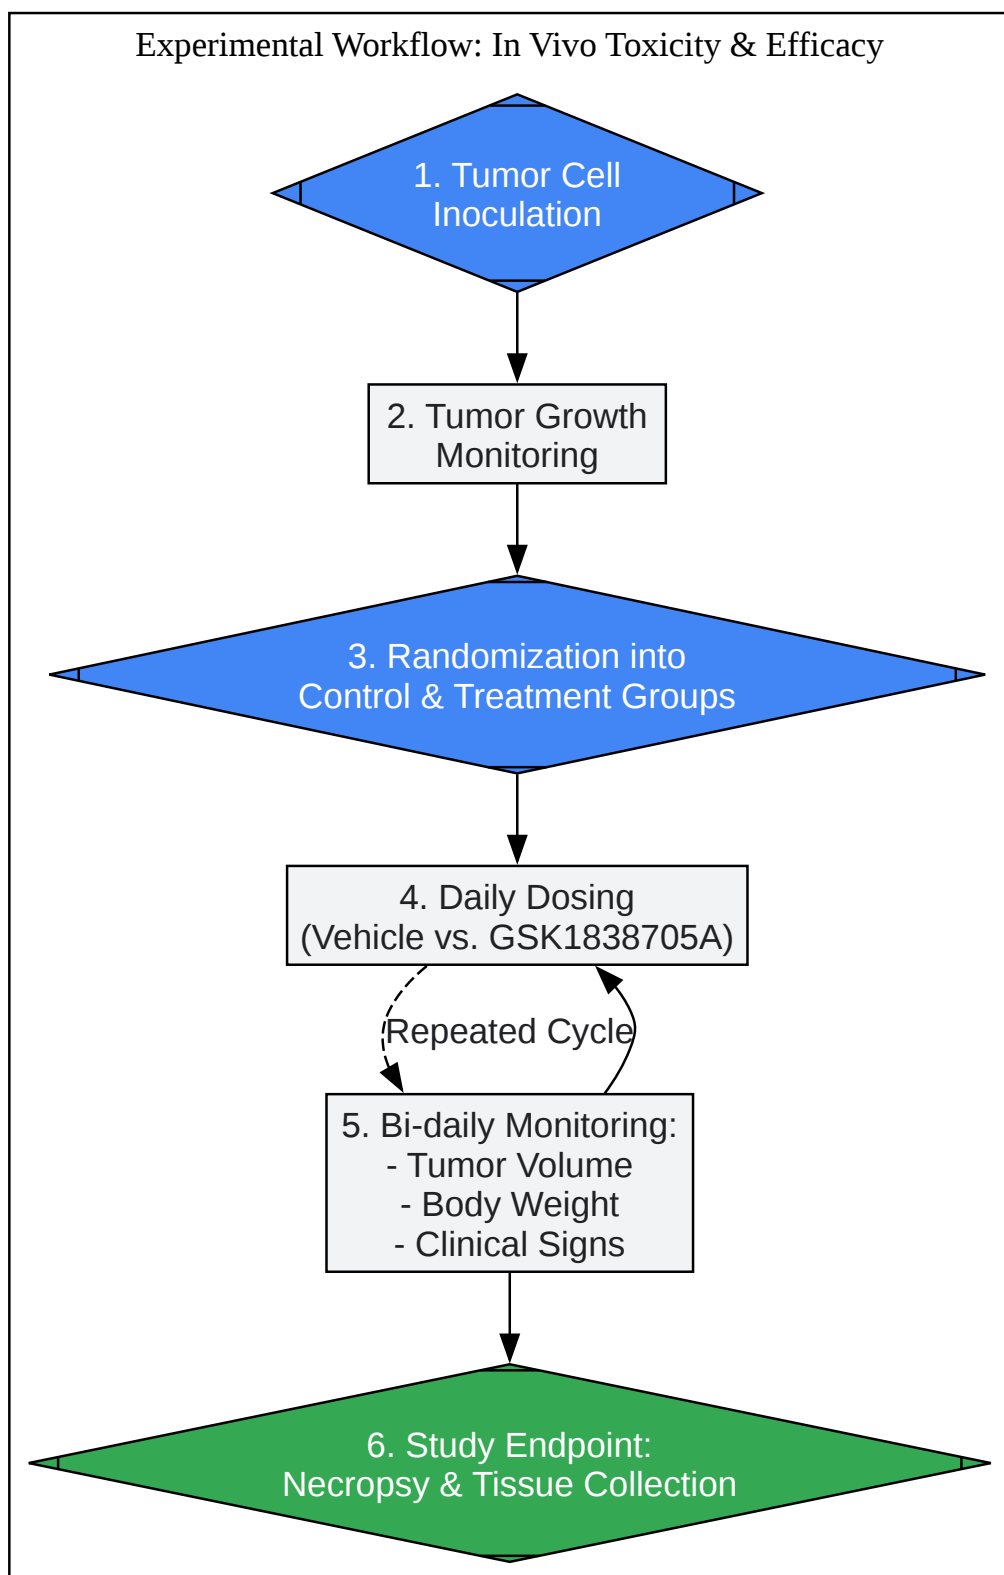 Experimental Workflow: In Vivo Toxicity & Efficacy
1. Tumor Cell
Inoculation
2. Tumor Growth
Monitoring
3. Randomization into
Control & Treatment Groups
4. Daily Dosing
(Vehicle vs. GSK1838705A)
Repeated Cycle
5. Bi-daily Monitoring:
- Tumor Volume
- Body Weight
- Clinical Signs
6. Study Endpoint:
Necropsy & Tissue Collection